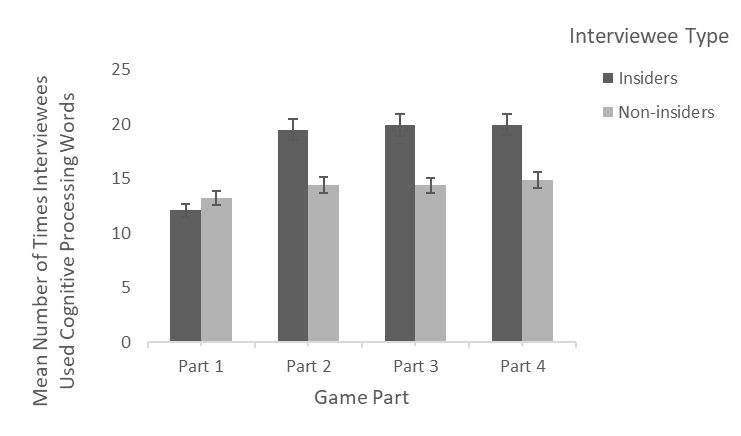 Interviewee Type
Insiders
Non-insiders
Mean Number of Times Interviewees
Used Cognitive Processing Words
25
20
15
10
5
0
Part 1
Part 2
Part 3
Part 4
Game Part